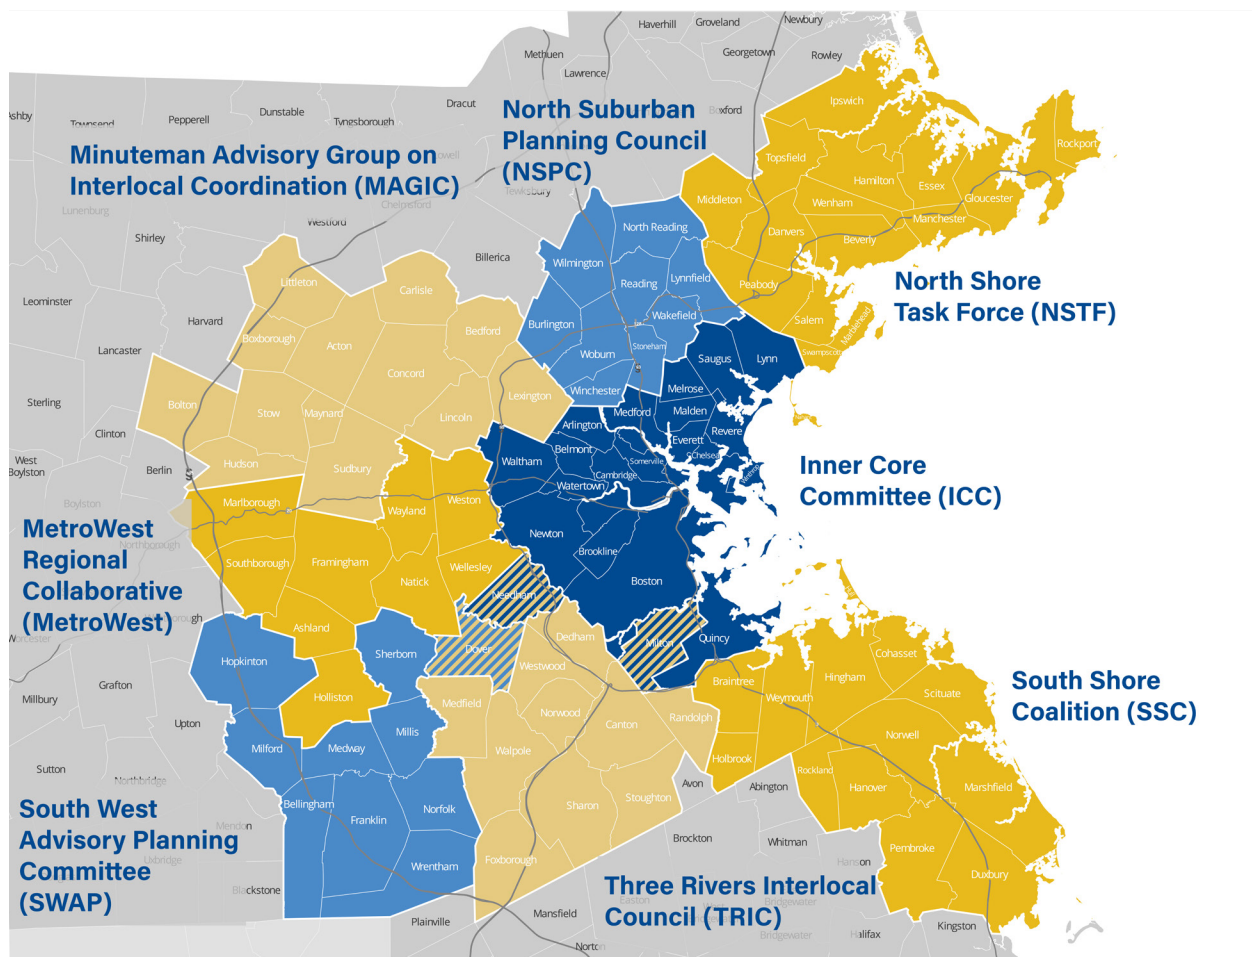 Haverhill
Groveland
Newbury
Methuen
Georgetown
Rowley
Lawrence
Ipswich
Dracut
Dunstable
Pepperell
Townsend
Tyngsborough
North Suburban
Planning Council
(NSPC)
Rockport
Topsfield
Minuteman Advisory Group on
Interlocal Coordination (MAGIC)
Hamilton
Essex
Middleton
Wenham
Gloucester
Manchester
Chelmsford
Lunenburg
Westford
North Reading
Danvers
Beverly
Shirley
Billerica
Wilmington
Littleton
Carlisle
Reading
Lynnfield
Peabody
North Shore
Task Force (NSTF)
Leominster
Harvard
Wakefield
Salem
Marblehead
Burlington
Bedford
Boxborough
Acton
Stoneham
Lancaster
Woburn
Saugus
Lynn
Concord
Winchester
Melrose
Lexington
Sterling
Bolton
Stow
Maynard
Lincoln
Medford
Malden
Arlington
Clinton
Revere
Everett
Belmont
Chelsea
West
Boylston
Berlin
Hudson
Sudbury
Waltham
Somerville
Cambridge
Watertown
Winthrop
Inner Core
Committee (ICC)
Boylston
Marlborough
Weston
Wayland
MetroWest
Regional
Collaborative
(MetroWest)
Northborough
Newton
Brookline
Southborough
Framingham
Wellesley
Natick
Boston
Needham
Ashland
Dedham
Milton
Quincy
Sherborn
Dover
Hopkinton
Westwood
Cohasset
Grafton
Millbury
Holliston
Medfield
Braintree
Hingham
Weymouth
Scituate
South Shore
Coalition (SSC)
Upton
Norwood
Canton
Randolph
Millis
Norwell
Milford
Medway
Walpole
Holbrook
Sutton
Northbridge
Rockland
Avon
Abington
Hanover
Marshfield
South West
Advisory Planning
Committee
(SWAP)
Bellingham
Norfolk
Sharon
Stoughton
Franklin
Mendon
Brockton
Whitman
Pembroke
Uxbridge
Foxborough
Hanson
Wrentham
Duxbury
Blackstone
Three Rivers Interlocal
Council (TRIC)
Easton
West
Bridgewater
Plainville
Mansfield
Bridgewater
Halifax
Kingston
Norton